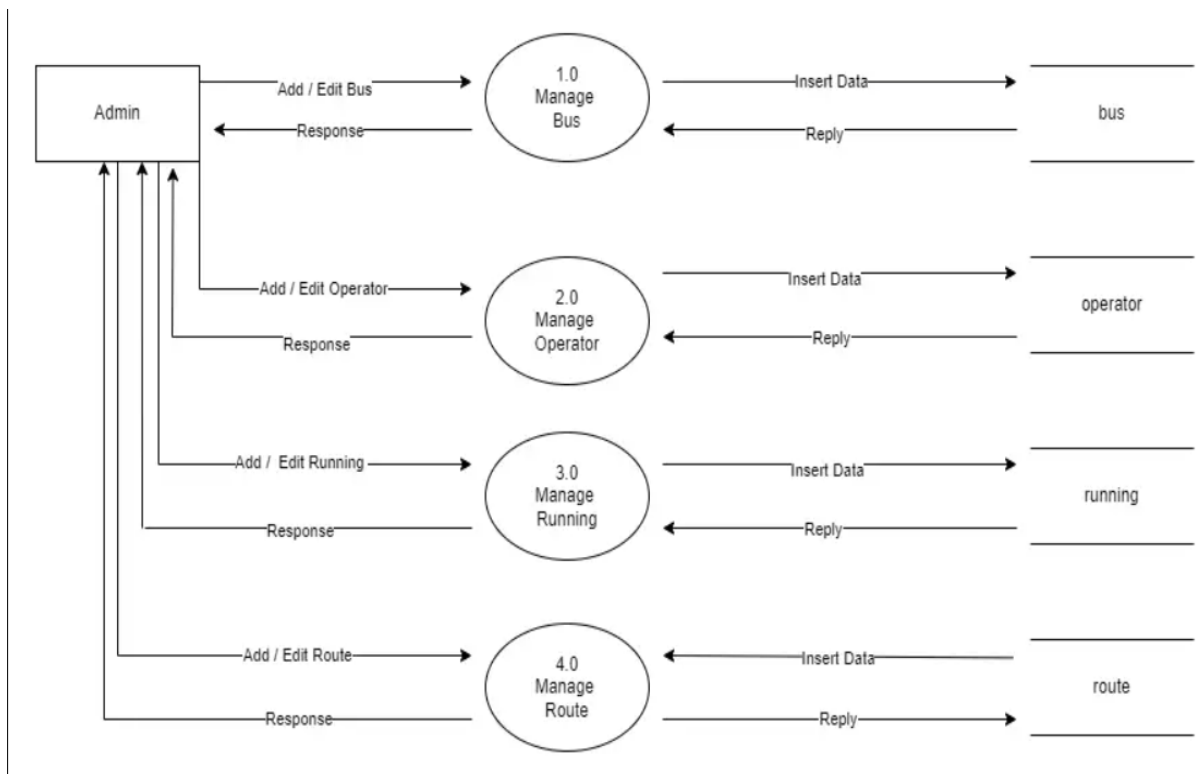 Admin
Add / Edit Bus
Response
1.0
Manage
Bus
Insert Data
Reply
bus
Add / Edit Operator
Response
2.0
Manage
Operator
Insert Data
Reply
operator
Add / Edit Running
Response
3.0
Manage
Running
Insert Data
Reply
running
Add / Edit Route
Response
4.0
Manage
Route
Insert Data
Reply
route